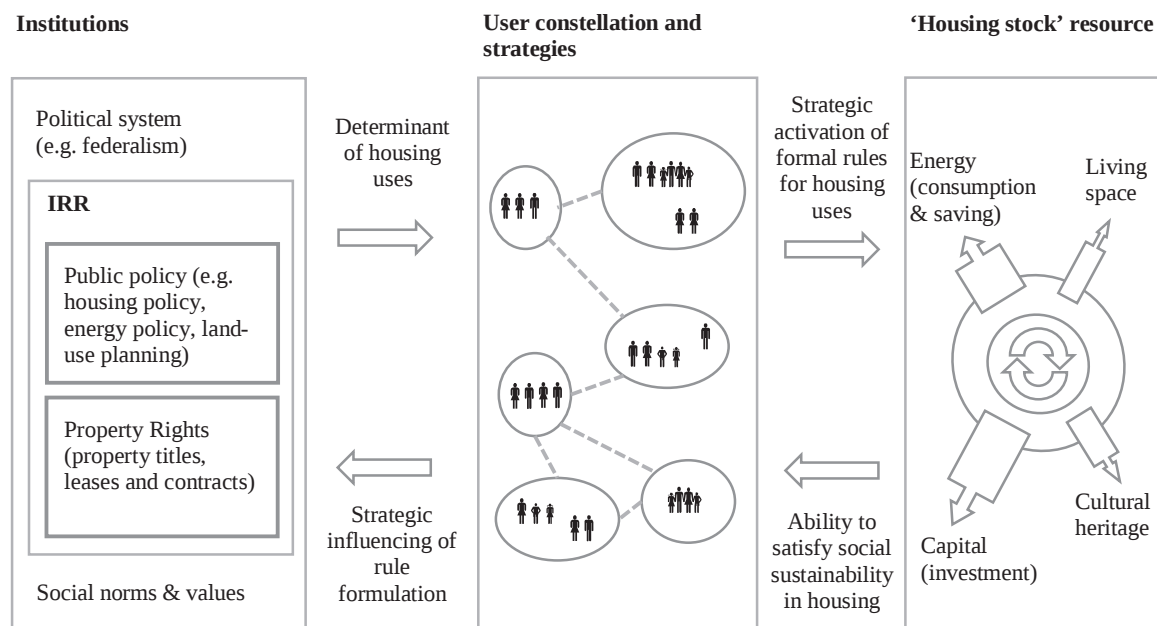 Institutions
Political system
(e.g. federalism)
IRR
Public policy (e.g.
housing policy,
energy policy, land-
use planning)
Property Rights
(property titles,
leases and contracts)
Social norms & values
Determinant
of housing
uses
Strategic
influencing of
rule
formulation
User constellation and
strategies
Strategic
activation of
formal rules
for housing
uses
Ability to
satisfy social
sustainability
in housing
‘Housing stock’ resource
Energy
(consumption
& saving)
Living
space
Capital
(investment)
Cultural
heritage